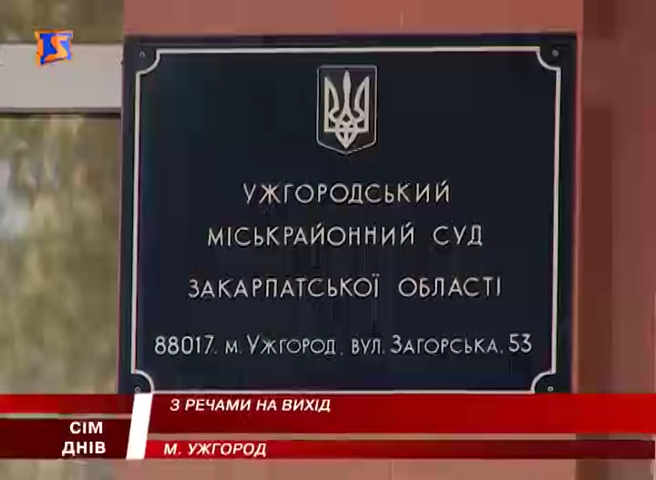 УЖГОРОДСЬКИЙ
МІСЬКРАЙОННИЙ СУД
ЗАКАРПАТСЬКОЇ ОБЛАСТІ
88017. м. Ужгород. вул. Загорська. 53
З РЕЧАМИ НА ВИХІД
СІМ
ДНІВ
М. УЖГОРОД